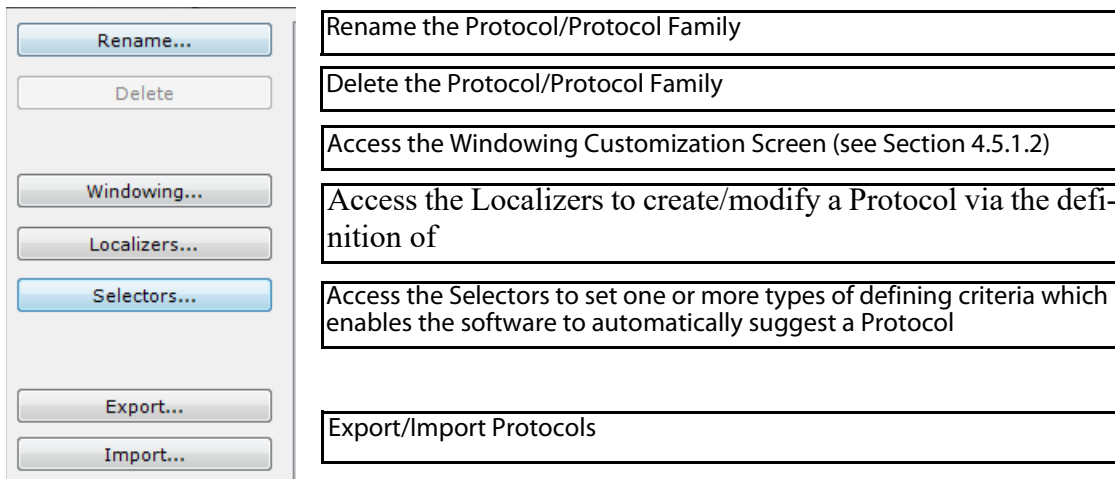 Rename...
Rename the Protocol/Protocol Family
Delete
Delete the Protocol/Protocol Family
Access the Windowing Customization Screen (see Section 4.5.1.2)
Windowing...
Access the Localizers to create/modify a Protocol via the defi-
nition of
Localizers...
Selectors...
Access the Selectors to set one or more types of defining criteria which
enables the software to automatically suggest a Protocol
Export...
Export/Import Protocols
Import...